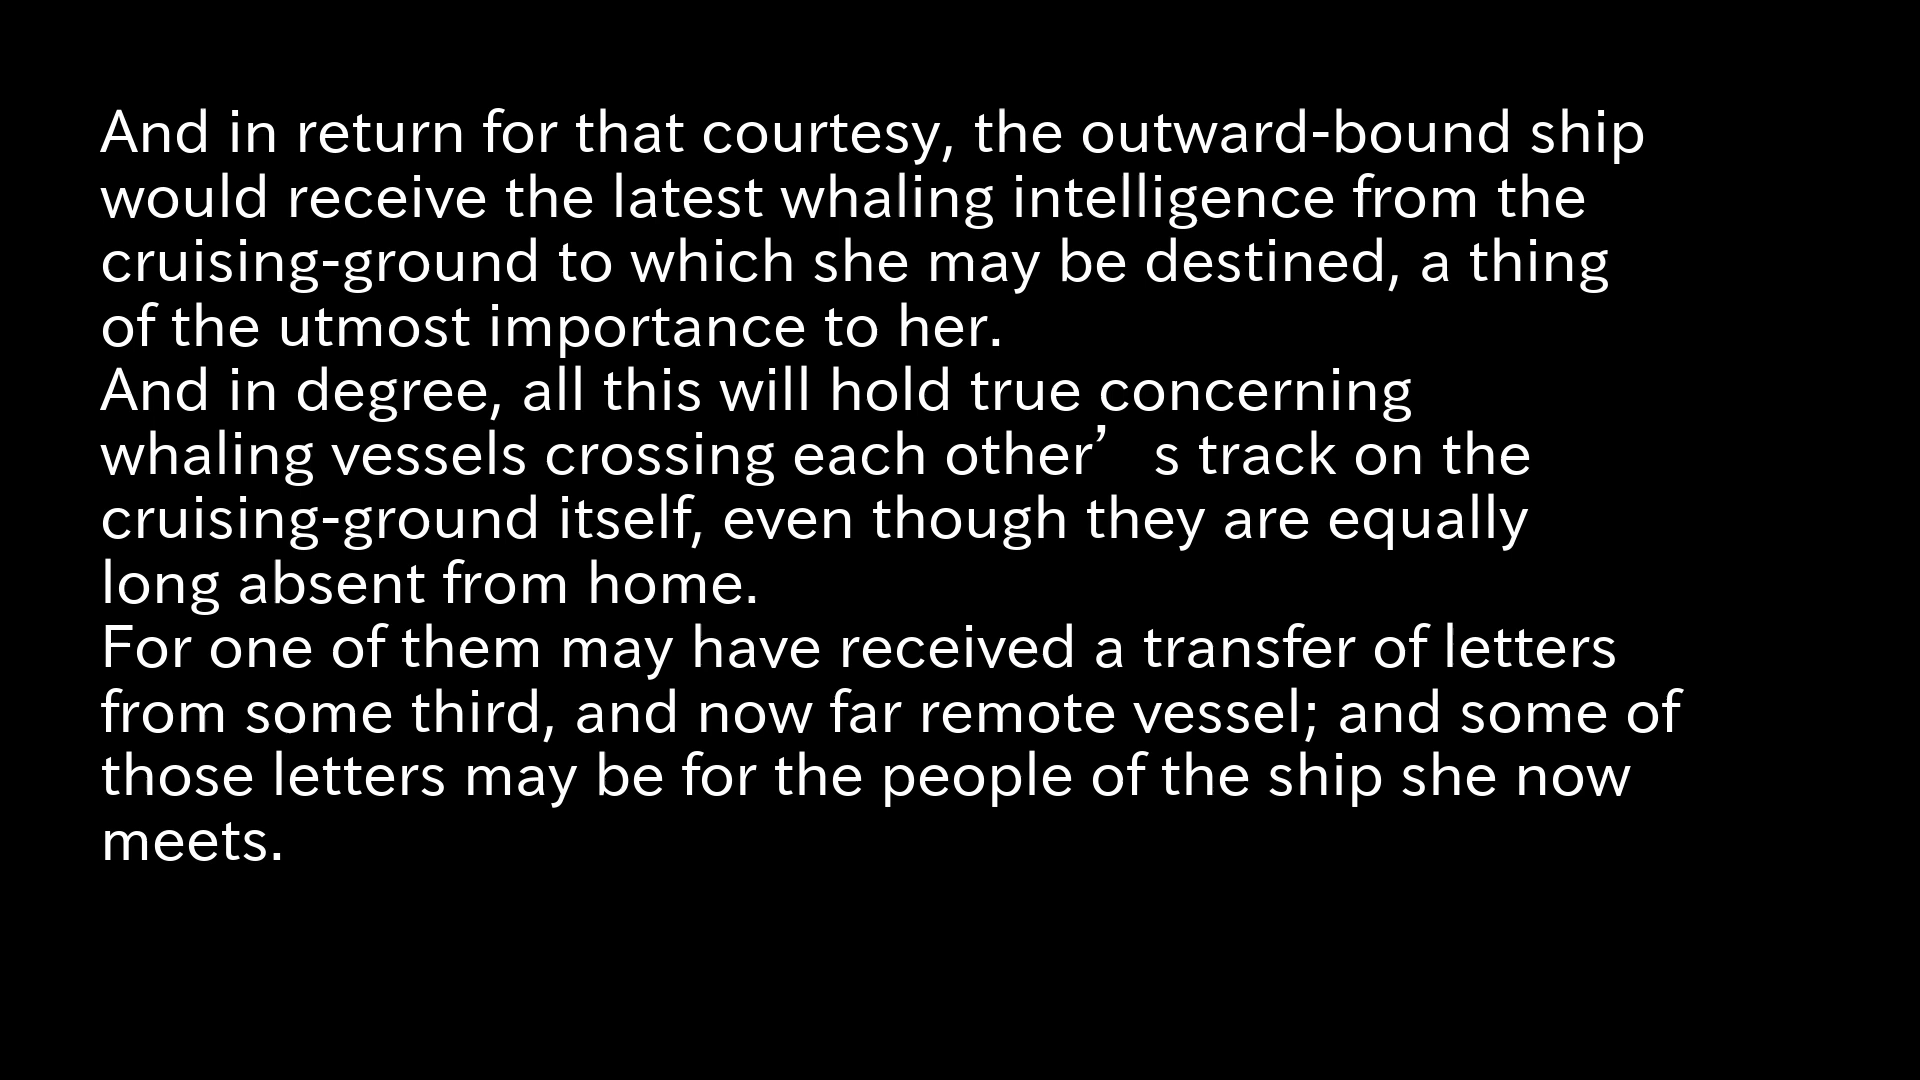 And in return for that courtesy, the outward-bound ship
would receive the latest whaling intelligence from the
cruising-ground to which she may be destined, a thing
of the utmost importance to her.
And in degree, all this will hold true concerning
whaling vessels crossing each other’s track on the
cruising-ground itself, even though they are equally
long absent from home.
For one of them may have received a transfer of letters
from some third, and now far remote vessel; and some of
those letters may be for the people of the ship she now
meets.